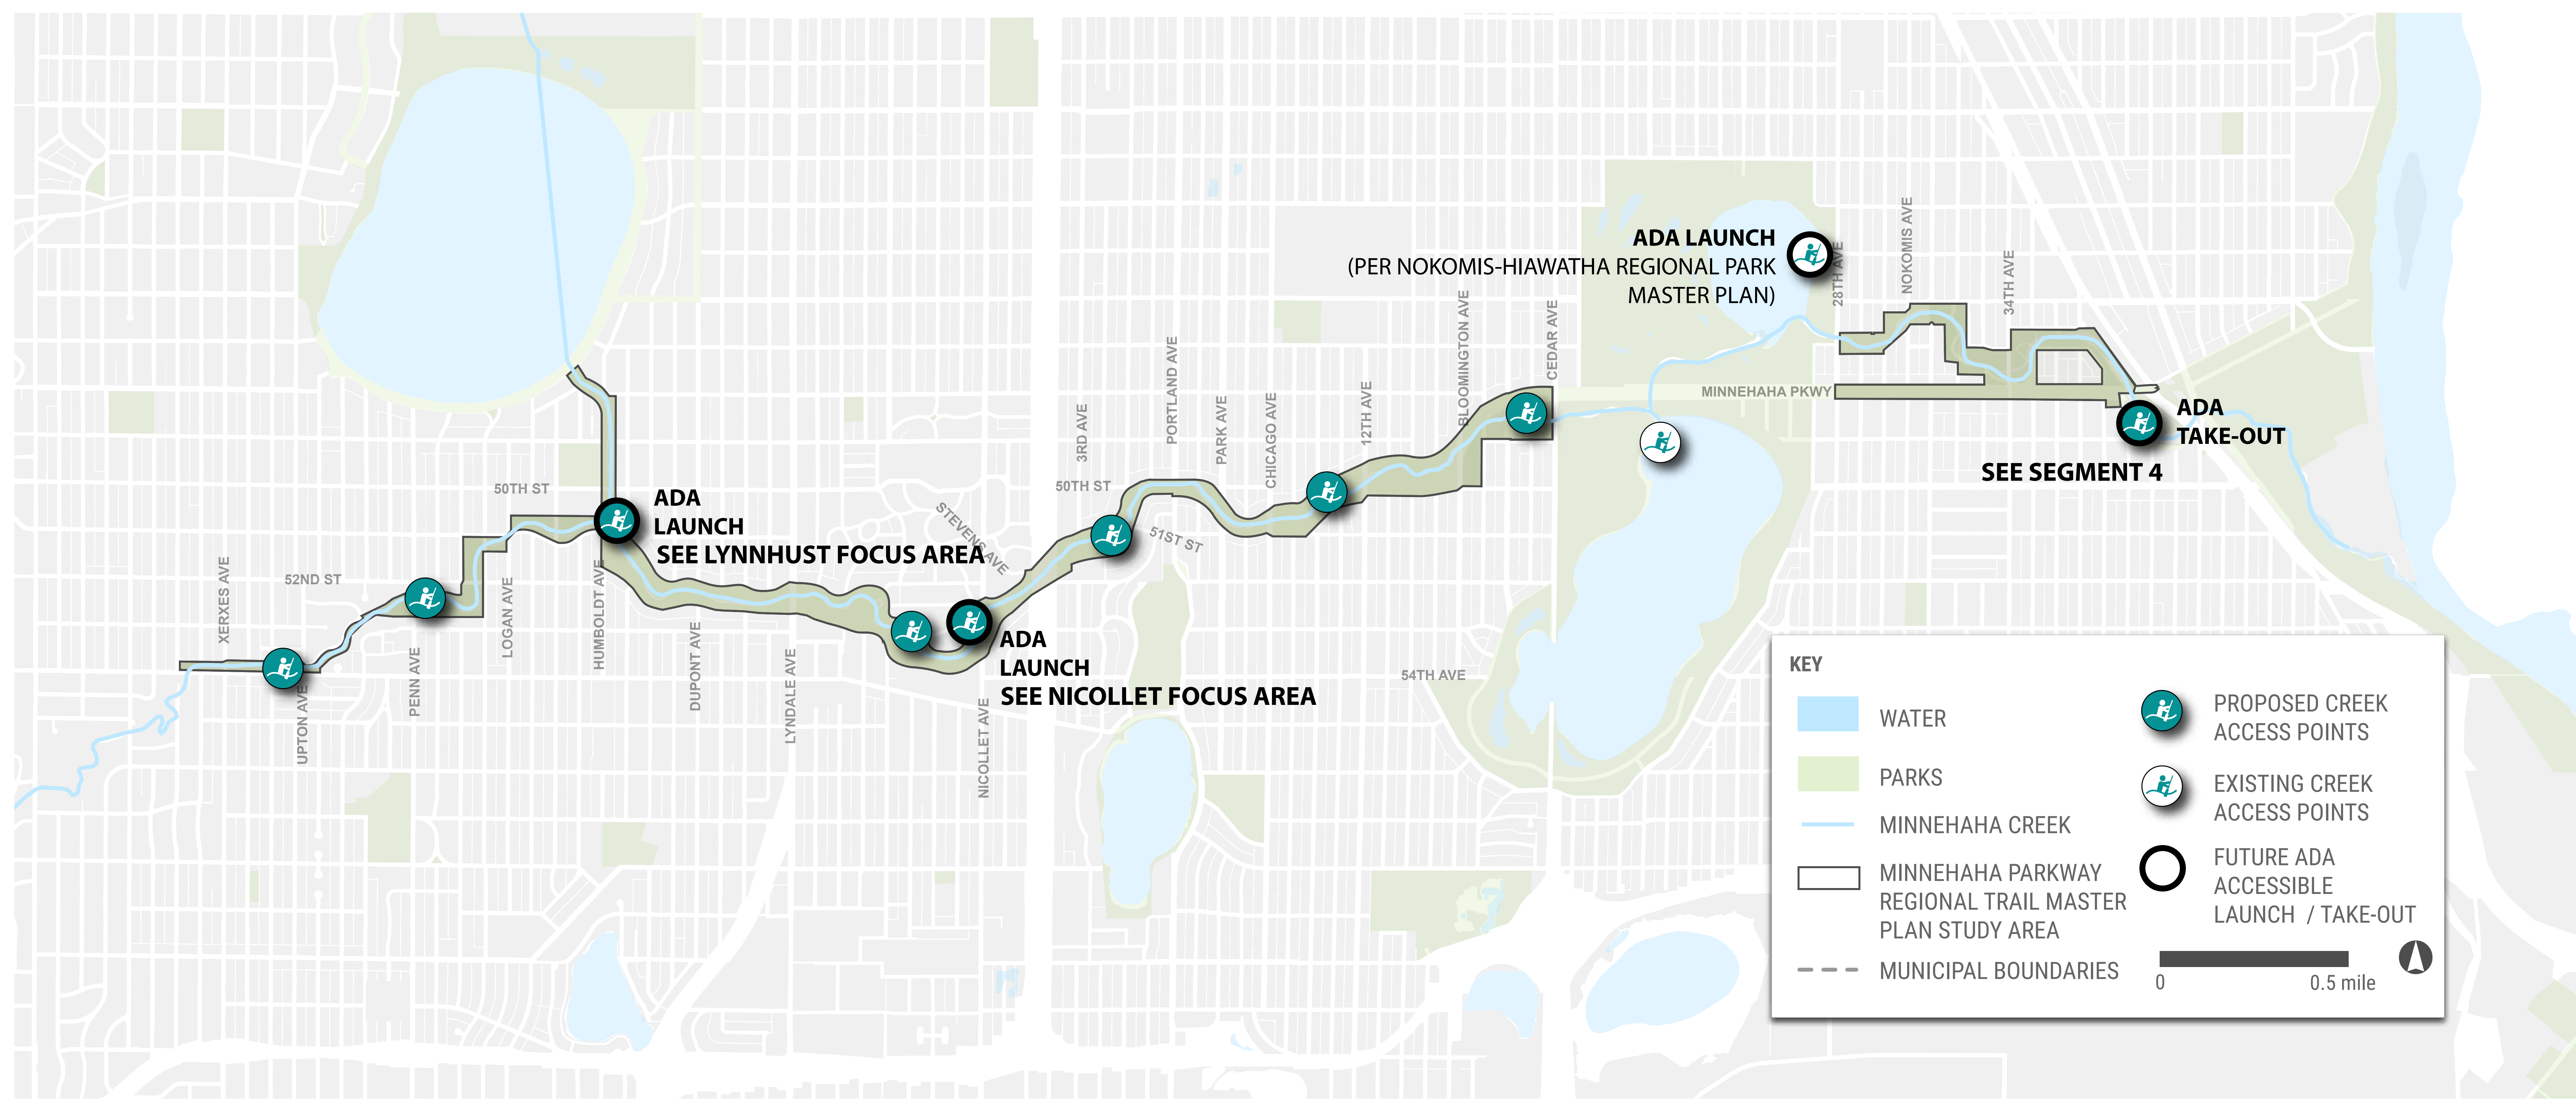 ADA LAUNCH
(PER NOKOMIS-HIAWATHA REGIONAL PARK
MASTER PLAN)
28TH AVE
NOKOMIS AVE
34TH AVE
BLOOMINGTON AVE
CEDAR AVE
MINNEHAHA PKWY
ADA
TAKE-OUT
SEE SEGMENT 4
PORTLAND AVE
3RD AVE
PARK AVE
CHICAGO AVE
12TH AVE
50TH ST
50TH ST
ADA
LAUNCH
SEE LYNNHUST FOCUS AREA
STEVENS AVE
51ST ST
XERXES AVE
52ND ST
LOGAN AVE
HUMBOLDT AVE
UPTON AVE
PENN AVE
DUPONT AVE
LYNDALE AVE
NICOLLET AVE
ADA
LAUNCH
SEE NICOLLET FOCUS AREA
54TH AVE
KEY
WATER
PARKS
MINNEHAHA CREEK
MINNEHAHA PARKWAY
REGIONAL TRAIL MASTER
PLAN STUDY AREA
MUNICIPAL BOUNDARIES
PROPOSED CREEK
ACCESS POINTS
EXISTING CREEK
ACCESS POINTS
FUTURE ADA
ACCESSIBLE
LAUNCH / TAKE-OUT
0
0.5 mile